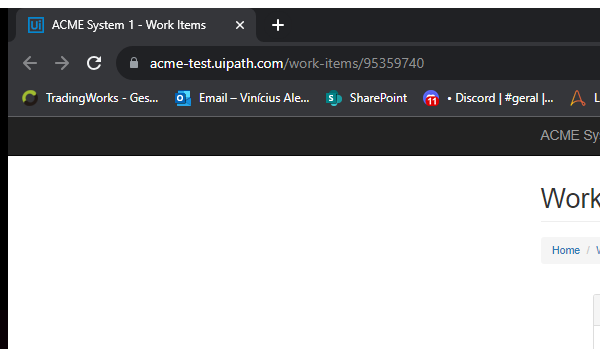 Ui ACME System 1 - Work Items
acme-test.uipath.com/work-items/95359740
TradingWorks - Ges... Email – Vinícius Ale... SharePoint 11 • Discord | #geral |... L
ACME Sy
Work
Home / W